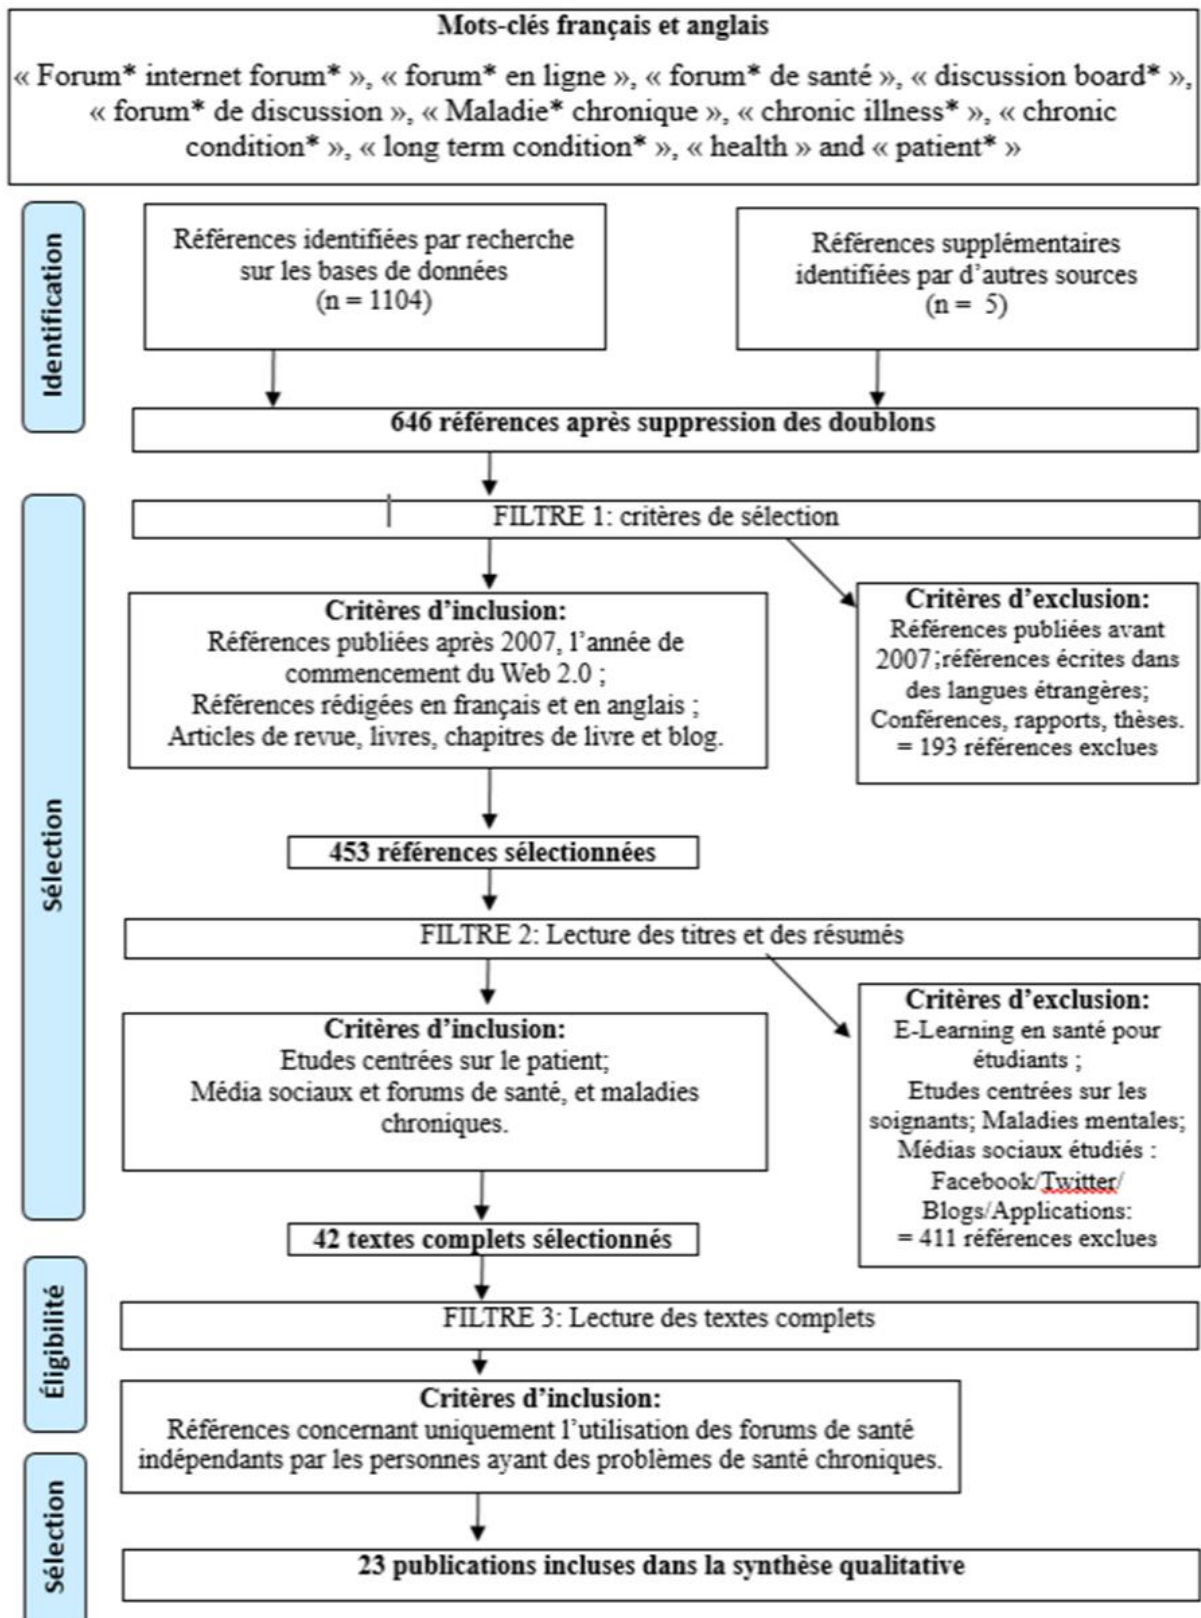 Mots-clés français et anglais
« Forum* internet forum* », « forum* en ligne », « forum* de santé », « discussion board* »,
« forum* de discussion », « Maladie* chronique », « chronic illness* », « chronic
condition* », « long term condition* », « health » and « patient* »
Identification
Références identifiées par recherche
sur les bases de données
(n = 1104)
Références supplémentaires
identifiées par d’autres sources
(n = 5)
646 références après suppression des doublons
Sélection
FILTRE 1: critères de sélection
Critères d’inclusion:
Références publiées après 2007, l’année de
commencement du Web 2.0 ;
Références rédigées en français et en anglais ;
Articles de revue, livres, chapitres de livre et blog.
Critères d’exclusion:
Références publiées avant
2007;références écrites dans
des langues étrangères;
Conférences, rapports, thèses.
= 193 références exclues
453 références sélectionnées
FILTRE 2: Lecture des titres et des résumés
Critères d’inclusion:
Etudes centrées sur le patient;
Média sociaux et forums de santé, et maladies
chroniques.
Critères d’exclusion:
E-Learning en santé pour
étudiants ;
Etudes centrées sur les
soignants; Maladies mentales;
Médias sociaux étudiés :
Facebook/Twitter/
Blogs/Applications:
= 411 références exclues
42 textes complets sélectionnés
Éligibilité
FILTRE 3: Lecture des textes complets
Critères d’inclusion:
Références concernant uniquement l’utilisation des forums de santé
indépendants par les personnes ayant des problèmes de santé chroniques.
Sélection
23 publications incluses dans la synthèse qualitative